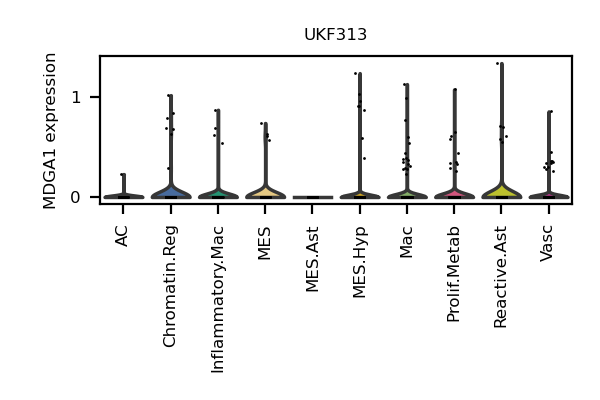 UKF313
MDGA1 expression
1
0
AC
Chromatin.Reg
Inflammatory.Mac
MES
MES.Ast
MES.Hyp
Mac
Prolif.Metab
Reactive.Ast
Vasc